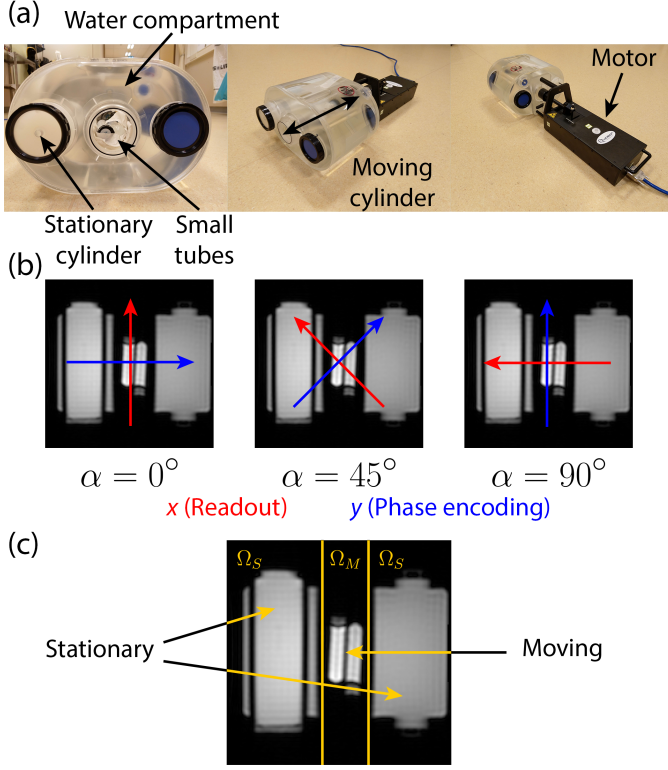 (a)
Water compartment
Motor
Moving
cylinder
Stationary
cylinder
Small
tubes
(b)
α = 0°
α = 45°
α = 90°
x (Readout)
y (Phase encoding)
(c)
Ω_S
Ω_M
Ω_S
Stationary
Moving